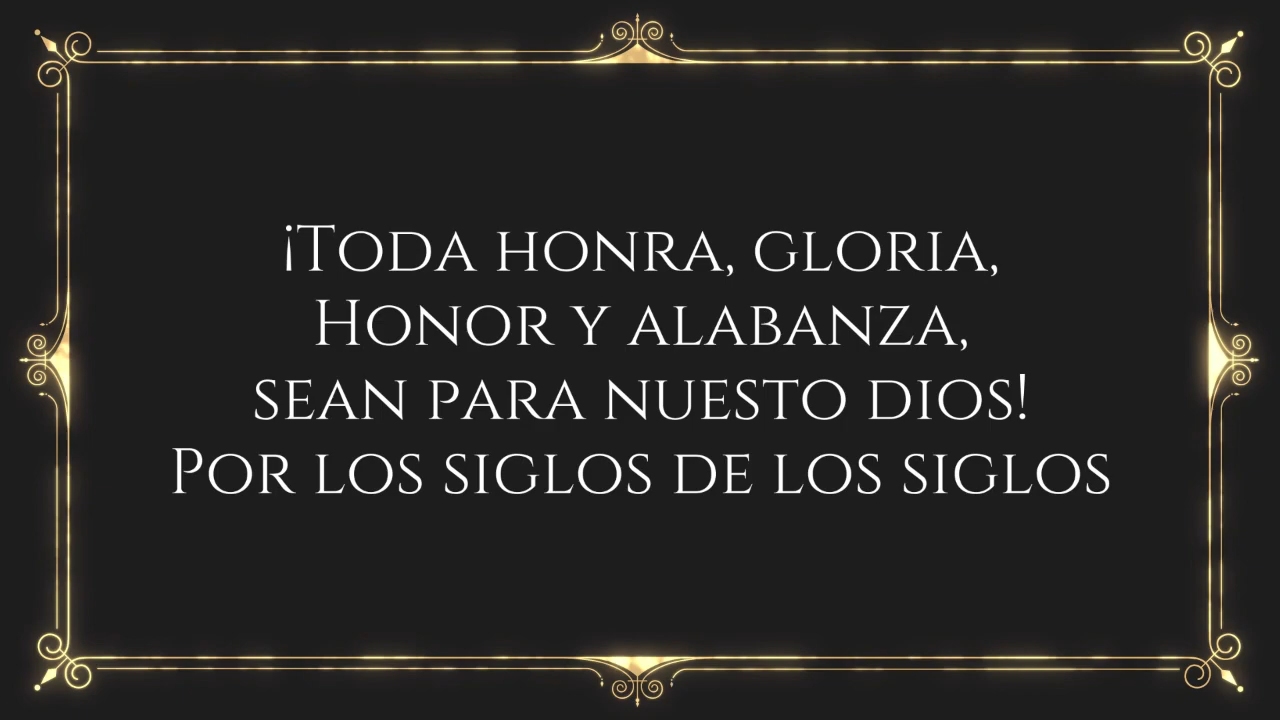 ¡Toda honra, gloria,
Honor y alabanza,
sean para nuesto dios!
Por los siglos de los siglos